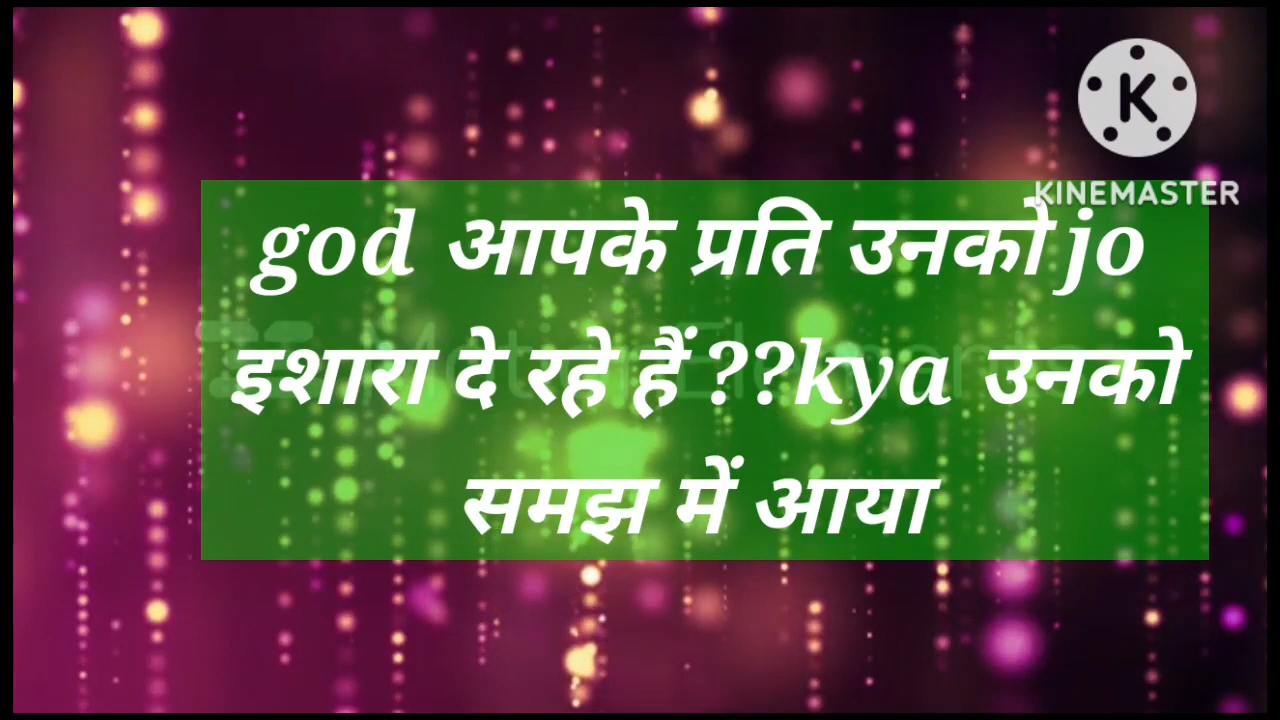 KINEMASTER
god आपके प्रति उनको jo
इशारा दे रहे हैं ??kya उनको
समझ में आया